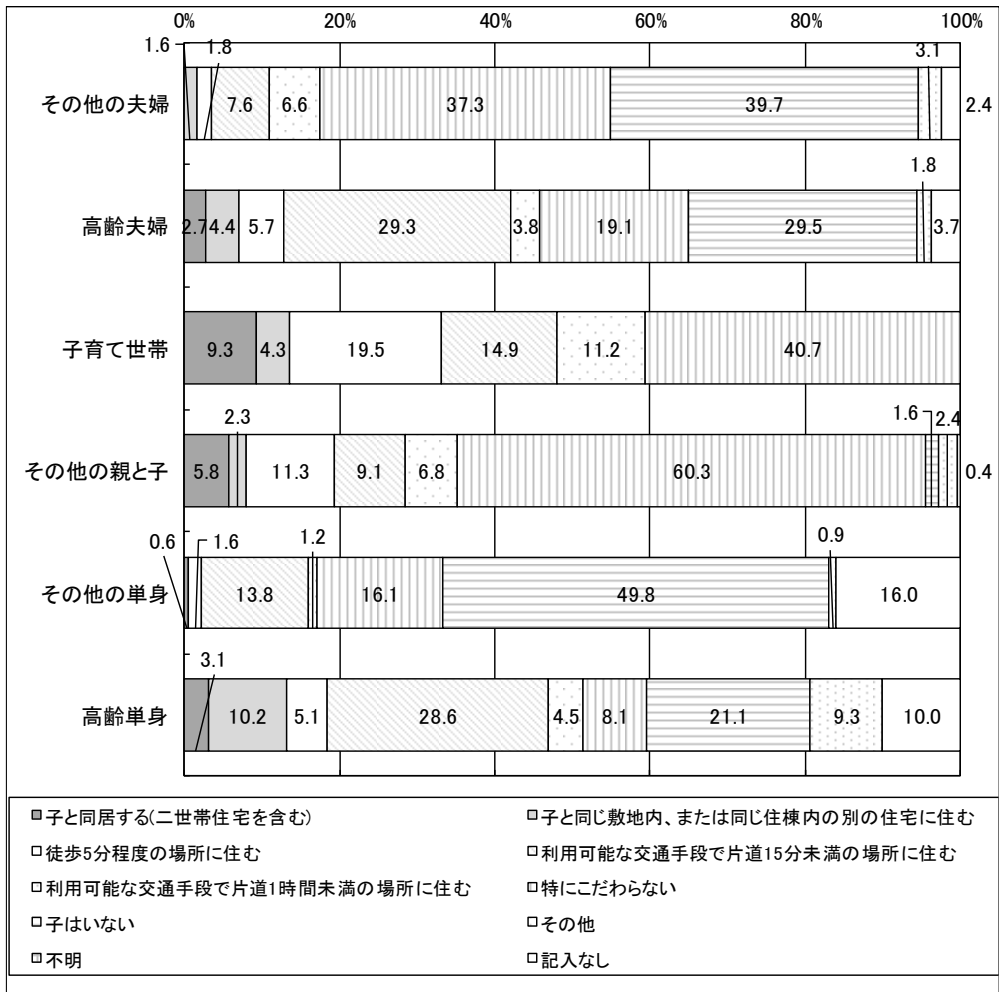 0% 20% 40% 60% 80% 100%
1.6 1.8 3.1
その他の夫婦 7.6 6.6 37.3 39.7 2.4
1.8
高齢夫婦 2.7 4.4 5.7 29.3 3.8 19.1 29.5 3.7
子育て世帯 9.3 4.3 19.5 14.9 11.2 40.7
2.3 1.6 2.4
その他の親と子 5.8 11.3 9.1 6.8 60.3 0.4
0.6 1.6 1.2 0.9
その他の単身 13.8 16.1 49.8 16.0
3.1
高齢単身 10.2 5.1 28.6 4.5 8.1 21.1 9.3 10.0
子と同居する(二世帯住宅を含む) 子と同じ敷地内、または同じ住棟内の別の住宅に住む
徒歩5分程度の場所に住む 利用可能な交通手段で片道15分未満の場所に住む
利用可能な交通手段で片道1時間未満の場所に住む 特にこだわらない
子はいない その他
不明 記入なし